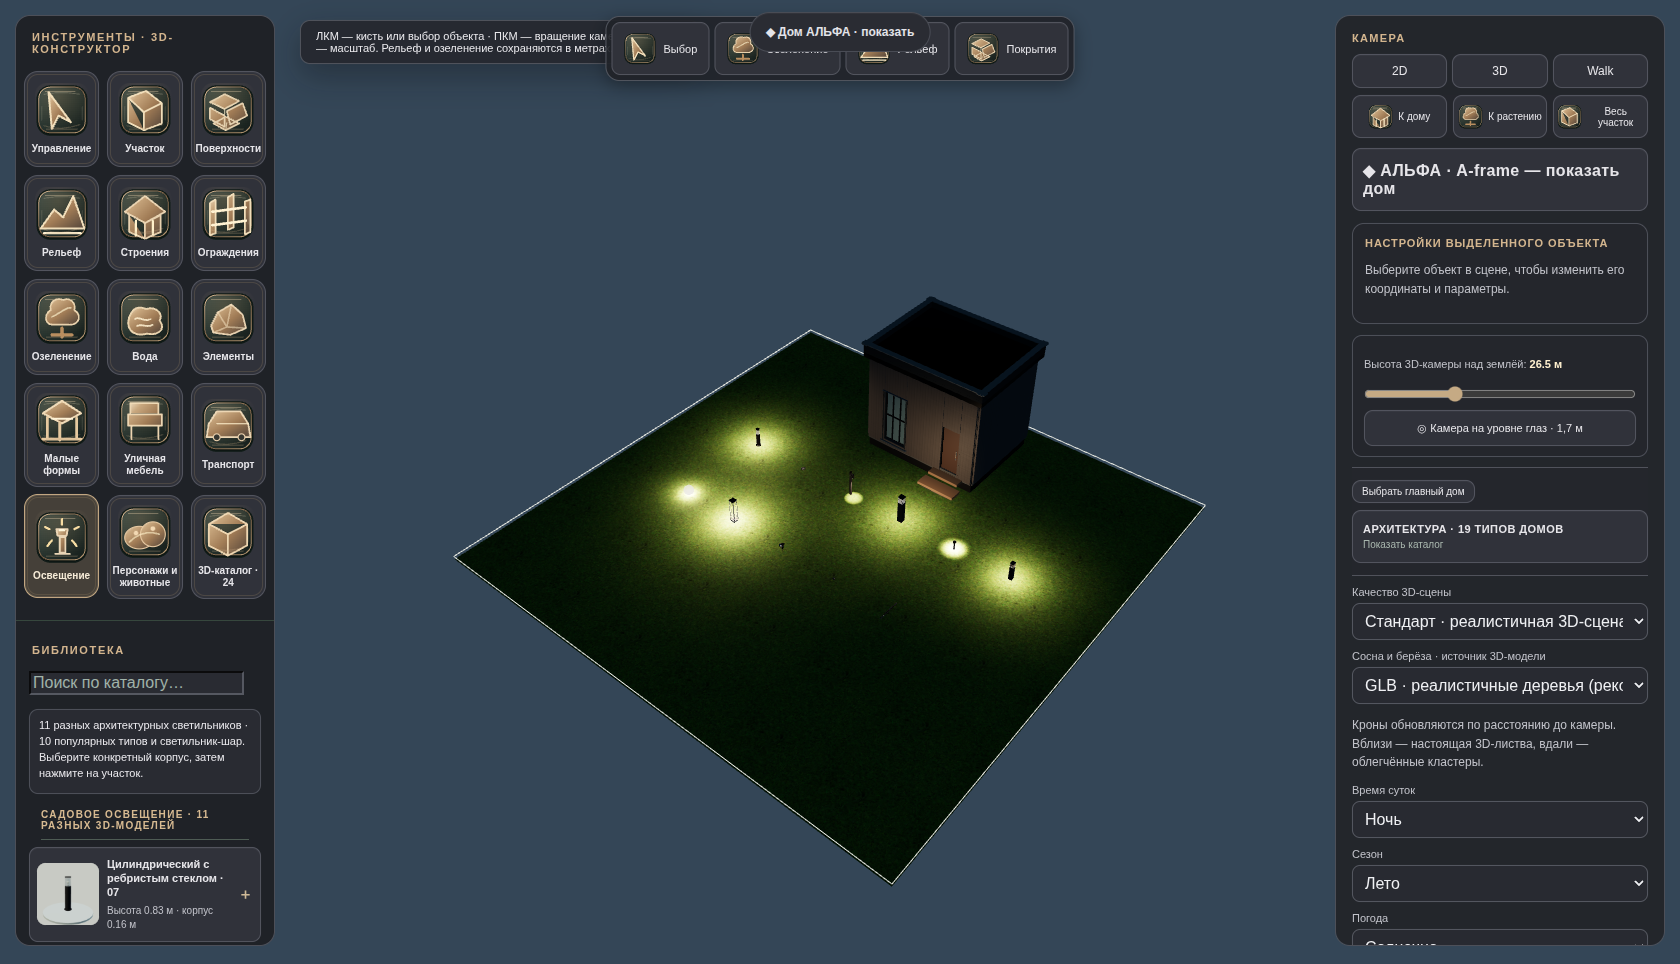 ИНСТРУМЕНТЫ · 3D-
КОНСТРУКТОР
Управление
Участок
Поверхности
Рельеф
Строения
Ограждения
Озеленение
Вода
Элементы
Малые
формы
Уличная
мебель
Транспорт
Освещение
Персонажи и
животные
3D-каталог ·
24
БИБЛИОТЕКА
Поиск по каталогу…
11 разных архитектурных светильников ·
10 популярных типов и светильник-шар.
Выберите конкретный корпус, затем
нажмите на участок.
САДОВОЕ ОСВЕЩЕНИЕ · 11
РАЗНЫХ 3D-МОДЕЛЕЙ
Цилиндрический с
ребристым стеклом ·
07
Высота 0.83 м · корпус
0.16 м
+
ЛКМ — кисть или выбор объекта · ПКМ — вращение кам
— масштаб. Рельеф и озеленение сохраняются в метра
Выбор
◆ Дом АЛЬФА · показать
Покрытия
КАМЕРА
2D
3D
Walk
К дому
К растению
Весь
участок
◆ АЛЬФА · A-frame — показать
дом
НАСТРОЙКИ ВЫДЕЛЕННОГО ОБЪЕКТА
Выберите объект в сцене, чтобы изменить его
координаты и параметры.
Высота 3D-камеры над землёй: 26.5 м
◎ Камера на уровне глаз · 1,7 м
Выбрать главный дом
АРХИТЕКТУРА · 19 ТИПОВ ДОМОВ
Показать каталог
Качество 3D-сцены
Стандарт · реалистичная 3D-сцена
Сосна и берёза · источник 3D-модели
GLB · реалистичные деревья (реко
Кроны обновляются по расстоянию до камеры.
Вблизи — настоящая 3D-листва, вдали —
облегчённые кластеры.
Время суток
Ночь
Сезон
Лето
Погода